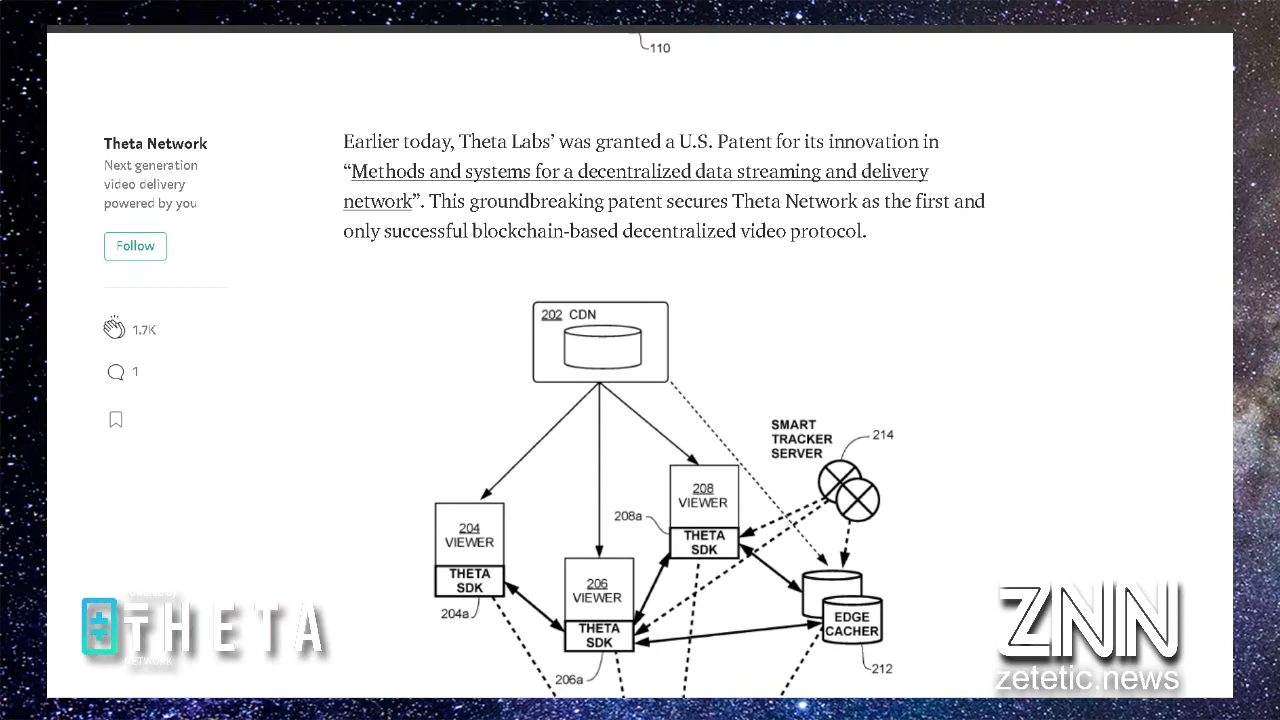 110
Theta Network
Next generation
video delivery
powered by you
Follow
1.7K
1
Earlier today, Theta Labs’ was granted a U.S. Patent for its innovation in
“Methods and systems for a decentralized data streaming and delivery
network”. This groundbreaking patent secures Theta Network as the first and
only successful blockchain-based decentralized video protocol.
202 CDN
SMART
TRACKER
SERVER
214
208
VIEWER
208a
THETA
SDK
204
VIEWER
THETA
SDK
204a
206
VIEWER
THETA
SDK
206a
EDGE
CACHER
212
THETA
NETWORK
ZNN
zetetic.news